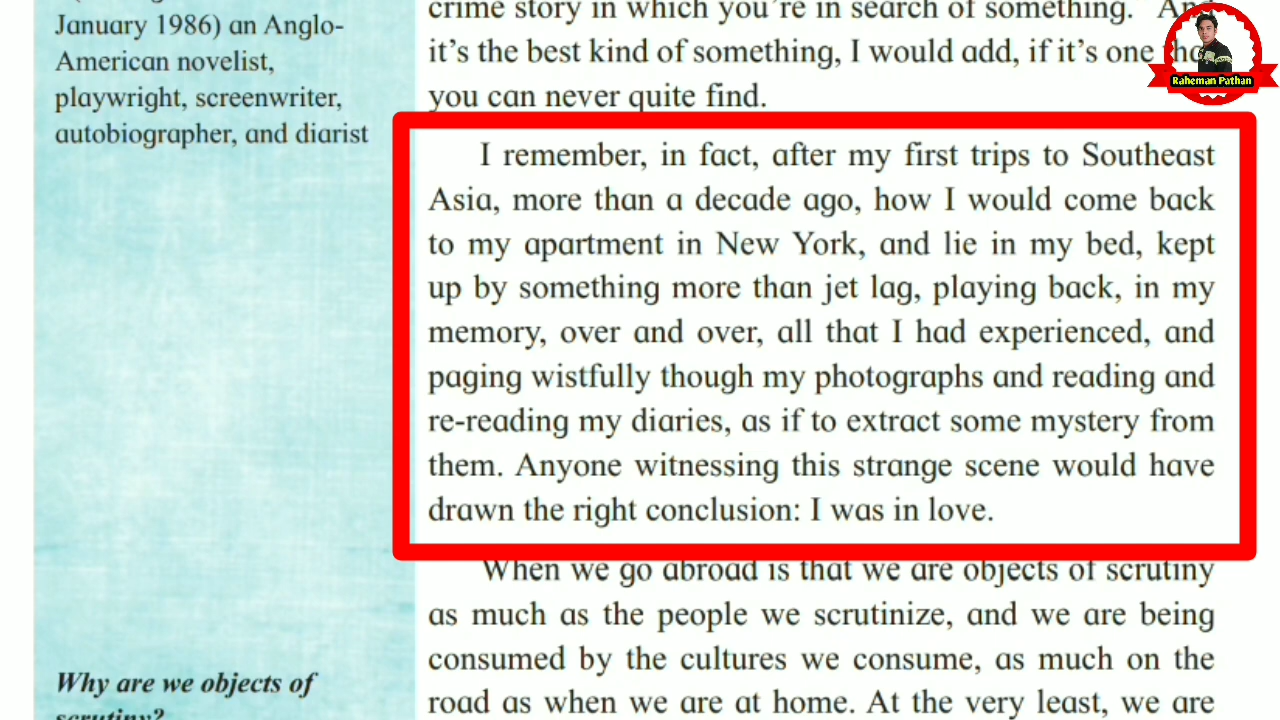 January 1986) an Anglo-
American novelist,
playwright, screenwriter,
autobiographer, and diarist
Why are we objects of
scrutiny?
crime story in which you're in search of something." And
it's the best kind of something, I would add, if it's one that
you can never quite find.
I remember, in fact, after my first trips to Southeast
Asia, more than a decade ago, how I would come back
to my apartment in New York, and lie in my bed, kept
up by something more than jet lag, playing back, in my
memory, over and over, all that I had experienced, and
paging wistfully though my photographs and reading and
re-reading my diaries, as if to extract some mystery from
them. Anyone witnessing this strange scene would have
drawn the right conclusion: I was in love.
When we go abroad is that we are objects of scrutiny
as much as the people we scrutinize, and we are being
consumed by the cultures we consume, as much on the
road as when we are at home. At the very least, we are
Raheman Pathan